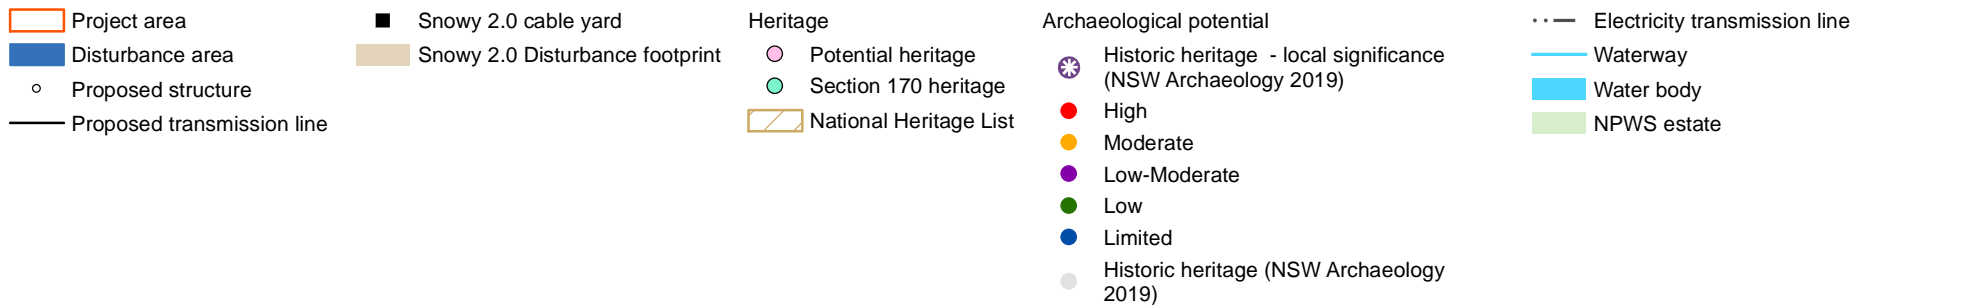 Project area
Disturbance area
Proposed structure
Proposed transmission line
Snowy 2.0 cable yard
Snowy 2.0 Disturbance footprint
Heritage
Potential heritage
Section 170 heritage
National Heritage List
Archaeological potential
Historic heritage - local significance
(NSW Archaeology 2019)
High
Moderate
Low-Moderate
Low
Limited
Historic heritage (NSW Archaeology
2019)
Electricity transmission line
Waterway
Water body
NPWS estate